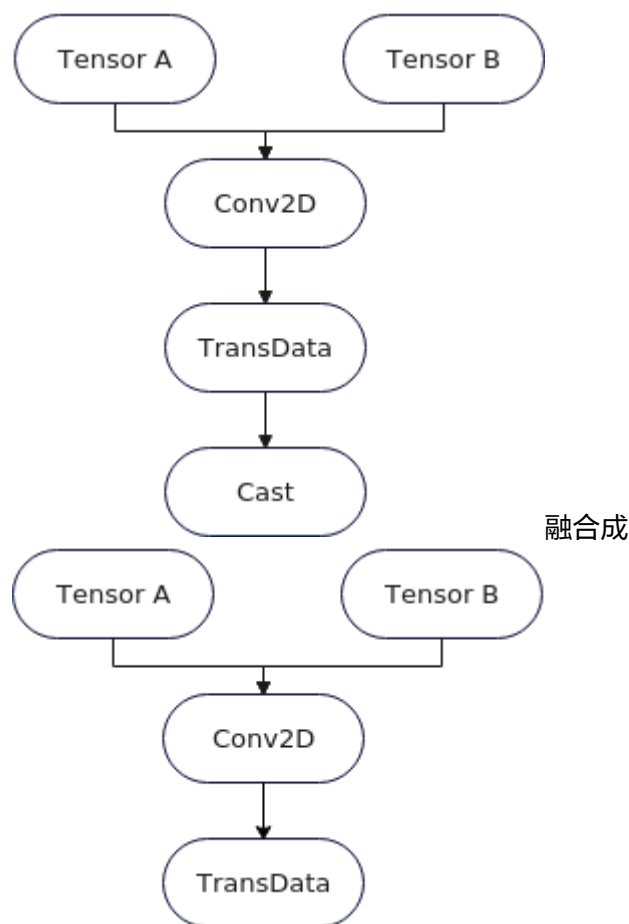 Tensor A
Tensor B
Conv2D
TransData
Cast
融合成
Tensor A
Tensor B
Conv2D
TransData